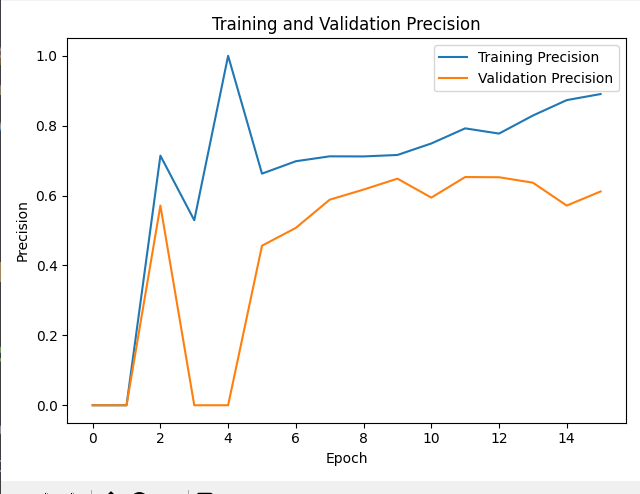 Training and Validation Precision
Training Precision
Validation Precision
1.0
0.8
0.6
0.4
0.2
0.0
Precision
0 2 4 6 8 10 12 14
Epoch